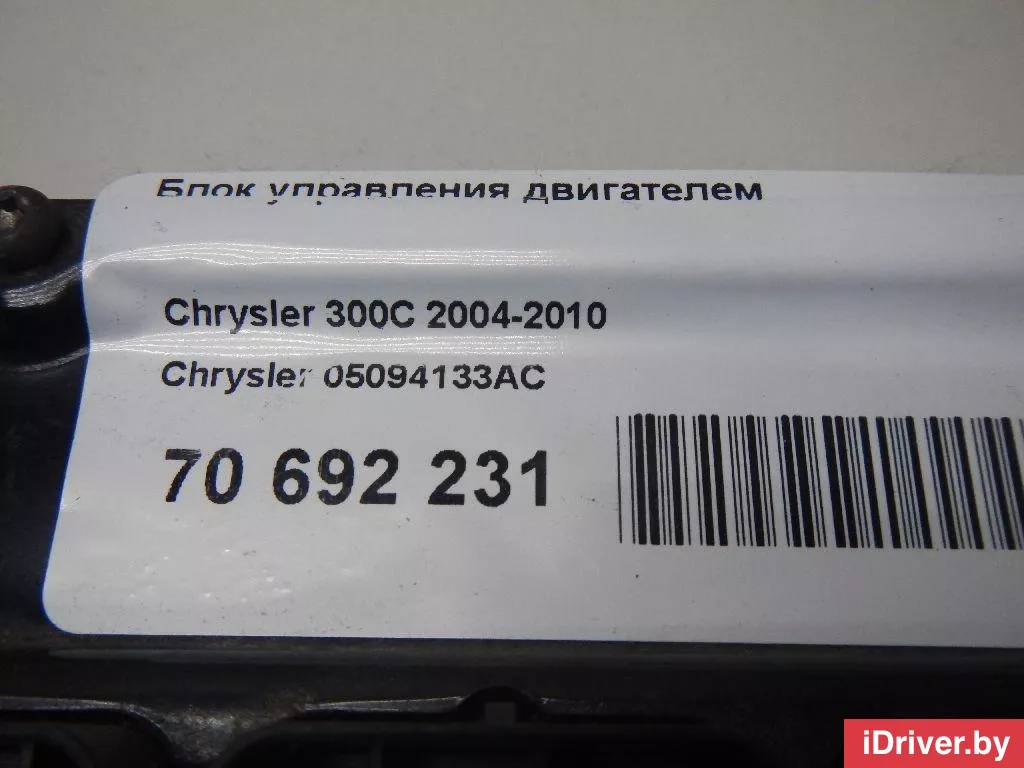 Блок управления двигателем
Chrysler 300C 2004-2010
Chrysler 05094133AC
70 692 231
iDriver.by